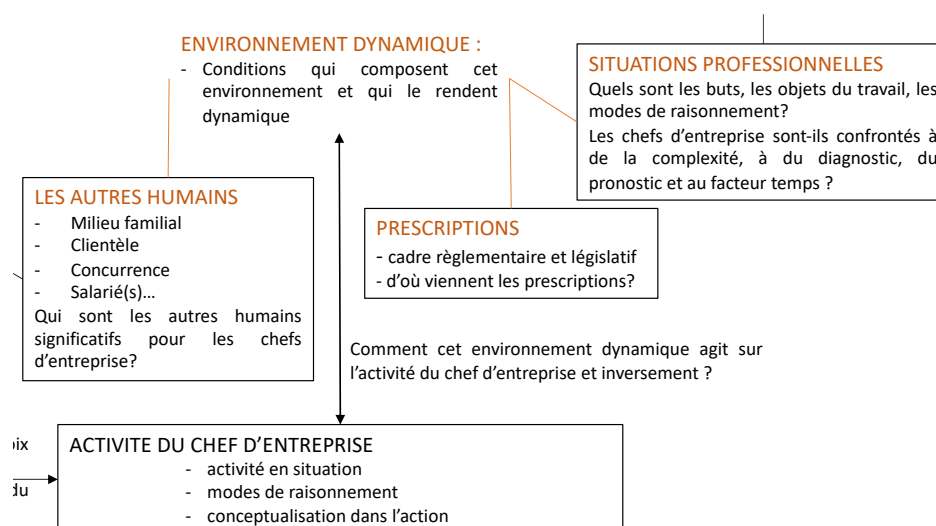 ENVIRONNEMENT DYNAMIQUE :
- Conditions qui composent cet
environnement et qui le rendent
dynamique
SITUATIONS PROFESSIONNELLES
Quels sont les buts, les objets du travail, les
modes de raisonnement?
Les chefs d'entreprise sont-ils confrontés à
de la complexité, à du diagnostic, du
pronostic et au facteur temps ?
LES AUTRES HUMAINS
- Milieu familial
- Clientèle
- Concurrence
- Salarié(s)...
Qui sont les autres humains
significatifs pour les chefs
d'entreprise?
PRESCRIPTIONS
- cadre règlementaire et législatif
- d'où viennent les prescriptions?
Comment cet environnement dynamique agit sur
l'activité du chef d'entreprise et inversement ?
ACTIVITE DU CHEF D'ENTREPRISE
- activité en situation
- modes de raisonnement
- conceptualisation dans l'action
du